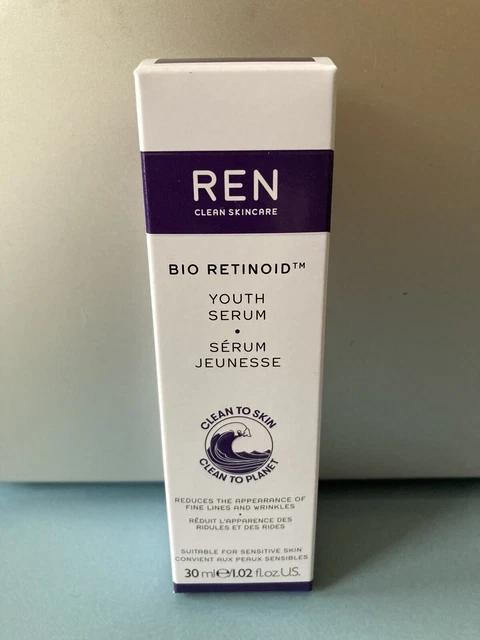 REN
CLEAN SKINCARE
BIO RETINOID™
YOUTH
SERUM
•
SÉRUM
JEUNESSE
CLEAN TO SKIN
CLEAN TO PLANET
REDUCES THE APPEARANCE OF
FINE LINES AND WRINKLES
•
RÉDUIT L'APPARENCE DES
RIDULES ET DES RIDES
SUITABLE FOR SENSITIVE SKIN
CONVIENT AUX PEAUX SENSIBLES
30 ml℮/1.02 fl.oz.U.S.